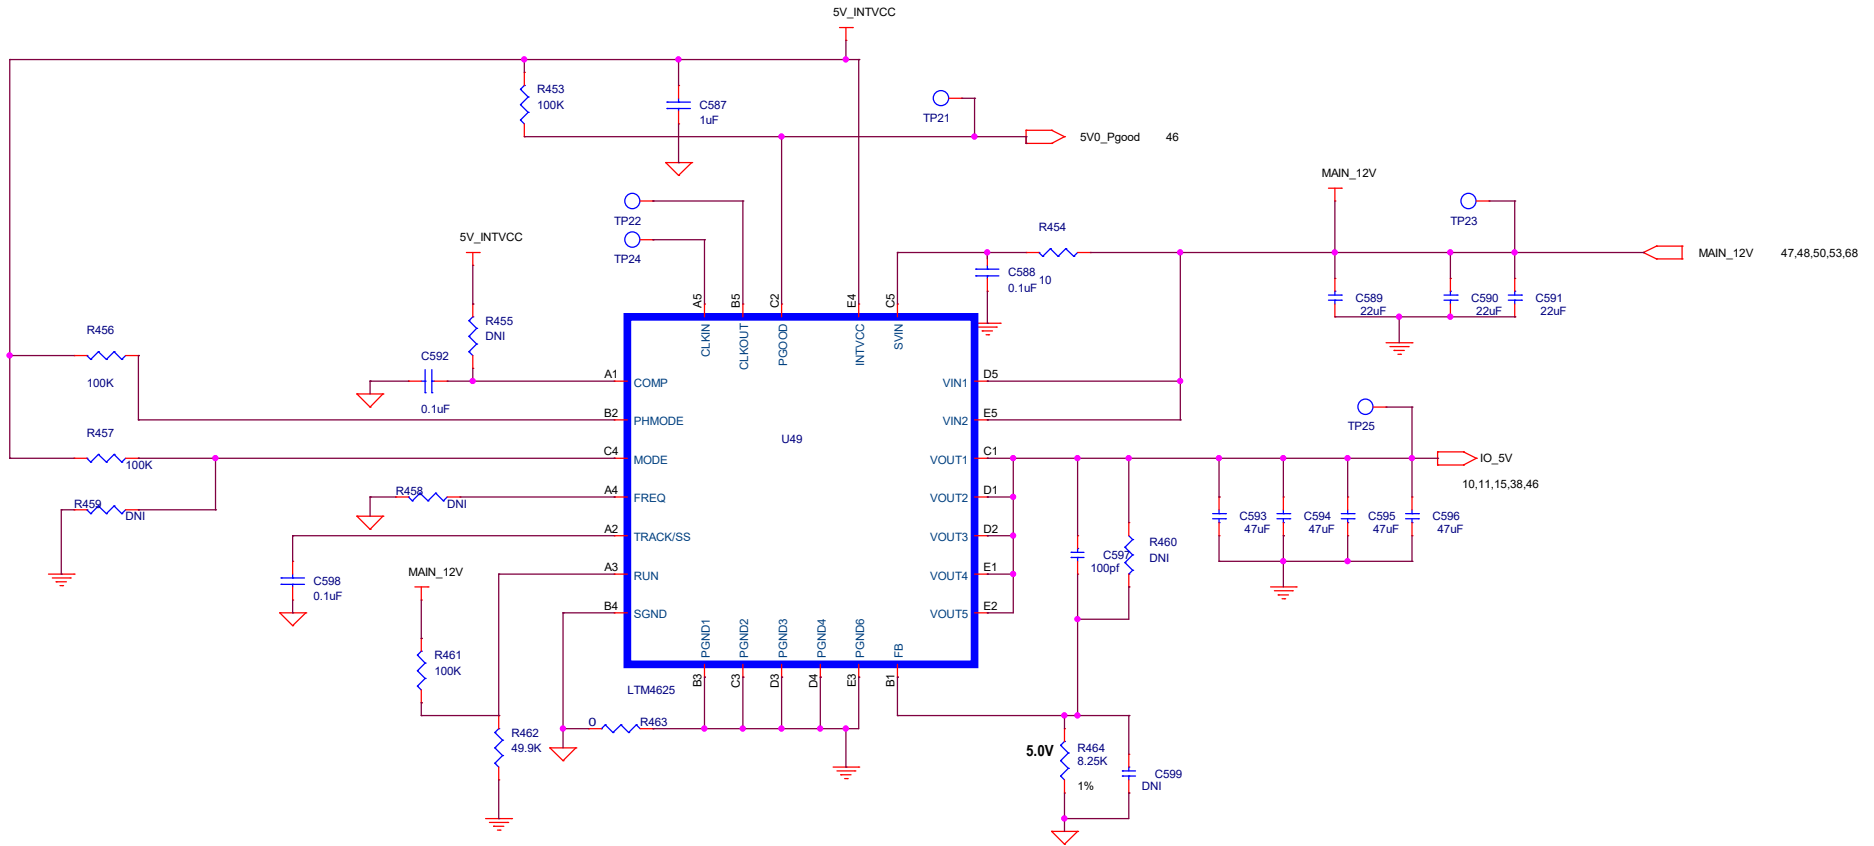 5V_INTVCC
R453
100K
C587
1uF
TP21
5V0_Pgood 46
MAIN_12V
TP22
TP23
TP24
R454
5V_INTVCC
MAIN_12V 47,48,50,53,68
C588
0.1uF
10
A5
B5
C2
E4
C5
C589
22uF
C590
22uF
C591
22uF
R455
DNI
R456
100K
CLKIN
CLKOUT
PGOOD
INTVCC
SVIN
C592
0.1uF
A1
COMP
VIN1
D5
B2
PHMODE
VIN2
E5
TP25
R457
100K
U49
C4
MODE
VOUT1
C1
IO_5V
10,11,15,38,46
R458
DNI
A4
FREQ
VOUT2
D1
R459
DNI
C593
47uF
C594
47uF
C595
47uF
C596
47uF
A2
TRACK/SS
VOUT3
D2
R460
DNI
C597
100pf
MAIN_12V
A3
RUN
VOUT4
E1
C598
0.1uF
B4
SGND
VOUT5
E2
PGND1
PGND2
PGND3
PGND4
PGND6
FB
R461
100K
B3
C3
D3
D4
E3
B1
LTM4625
O
R463
R462
49.9K
5.0V
R464
8.25K
1%
C599
DNI